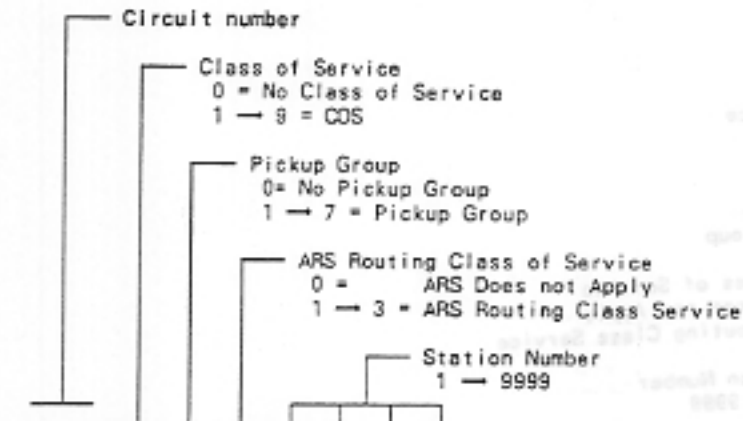 Circuit number
Class of Service
0 = No Class of Service
1 → 9 = COS
Pickup Group
0= No Pickup Group
1 → 7 = Pickup Group
ARS Routing Class of Service
0 = ARS Does not Apply
1 → 3 = ARS Routing Class Service
Station Number
1 → 9999